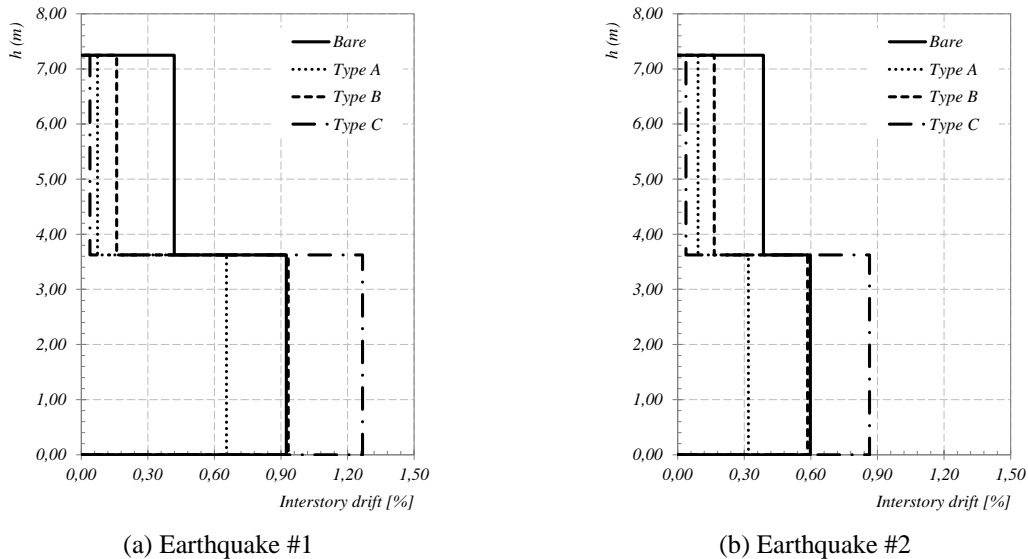 8,00
7,00
6,00
5,00
4,00
3,00
2,00
1,00
0,00
h (m)
Bare
Type A
Type B
Type C
0,00 0,30 0,60 0,90 1,20 1,50
Interstory drift [%]
(a) Earthquake #1
8,00
7,00
6,00
5,00
4,00
3,00
2,00
1,00
0,00
h (m)
Bare
Type A
Type B
Type C
0,00 0,30 0,60 0,90 1,20 1,50
Interstory drift [%]
(b) Earthquake #2